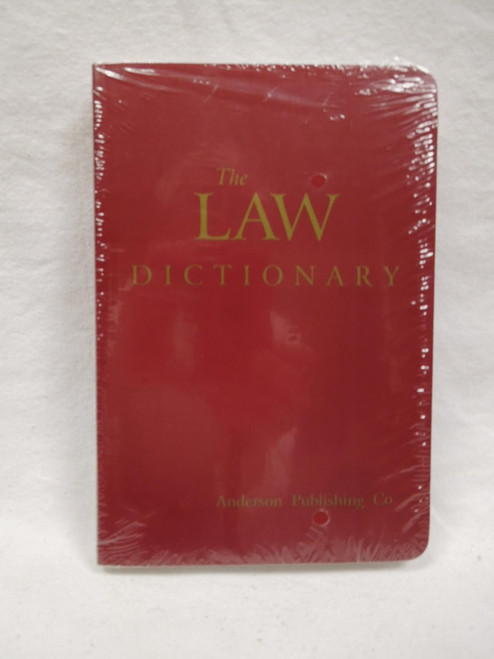 The
LAW
DICTIONARY
Anderson Publishing Co